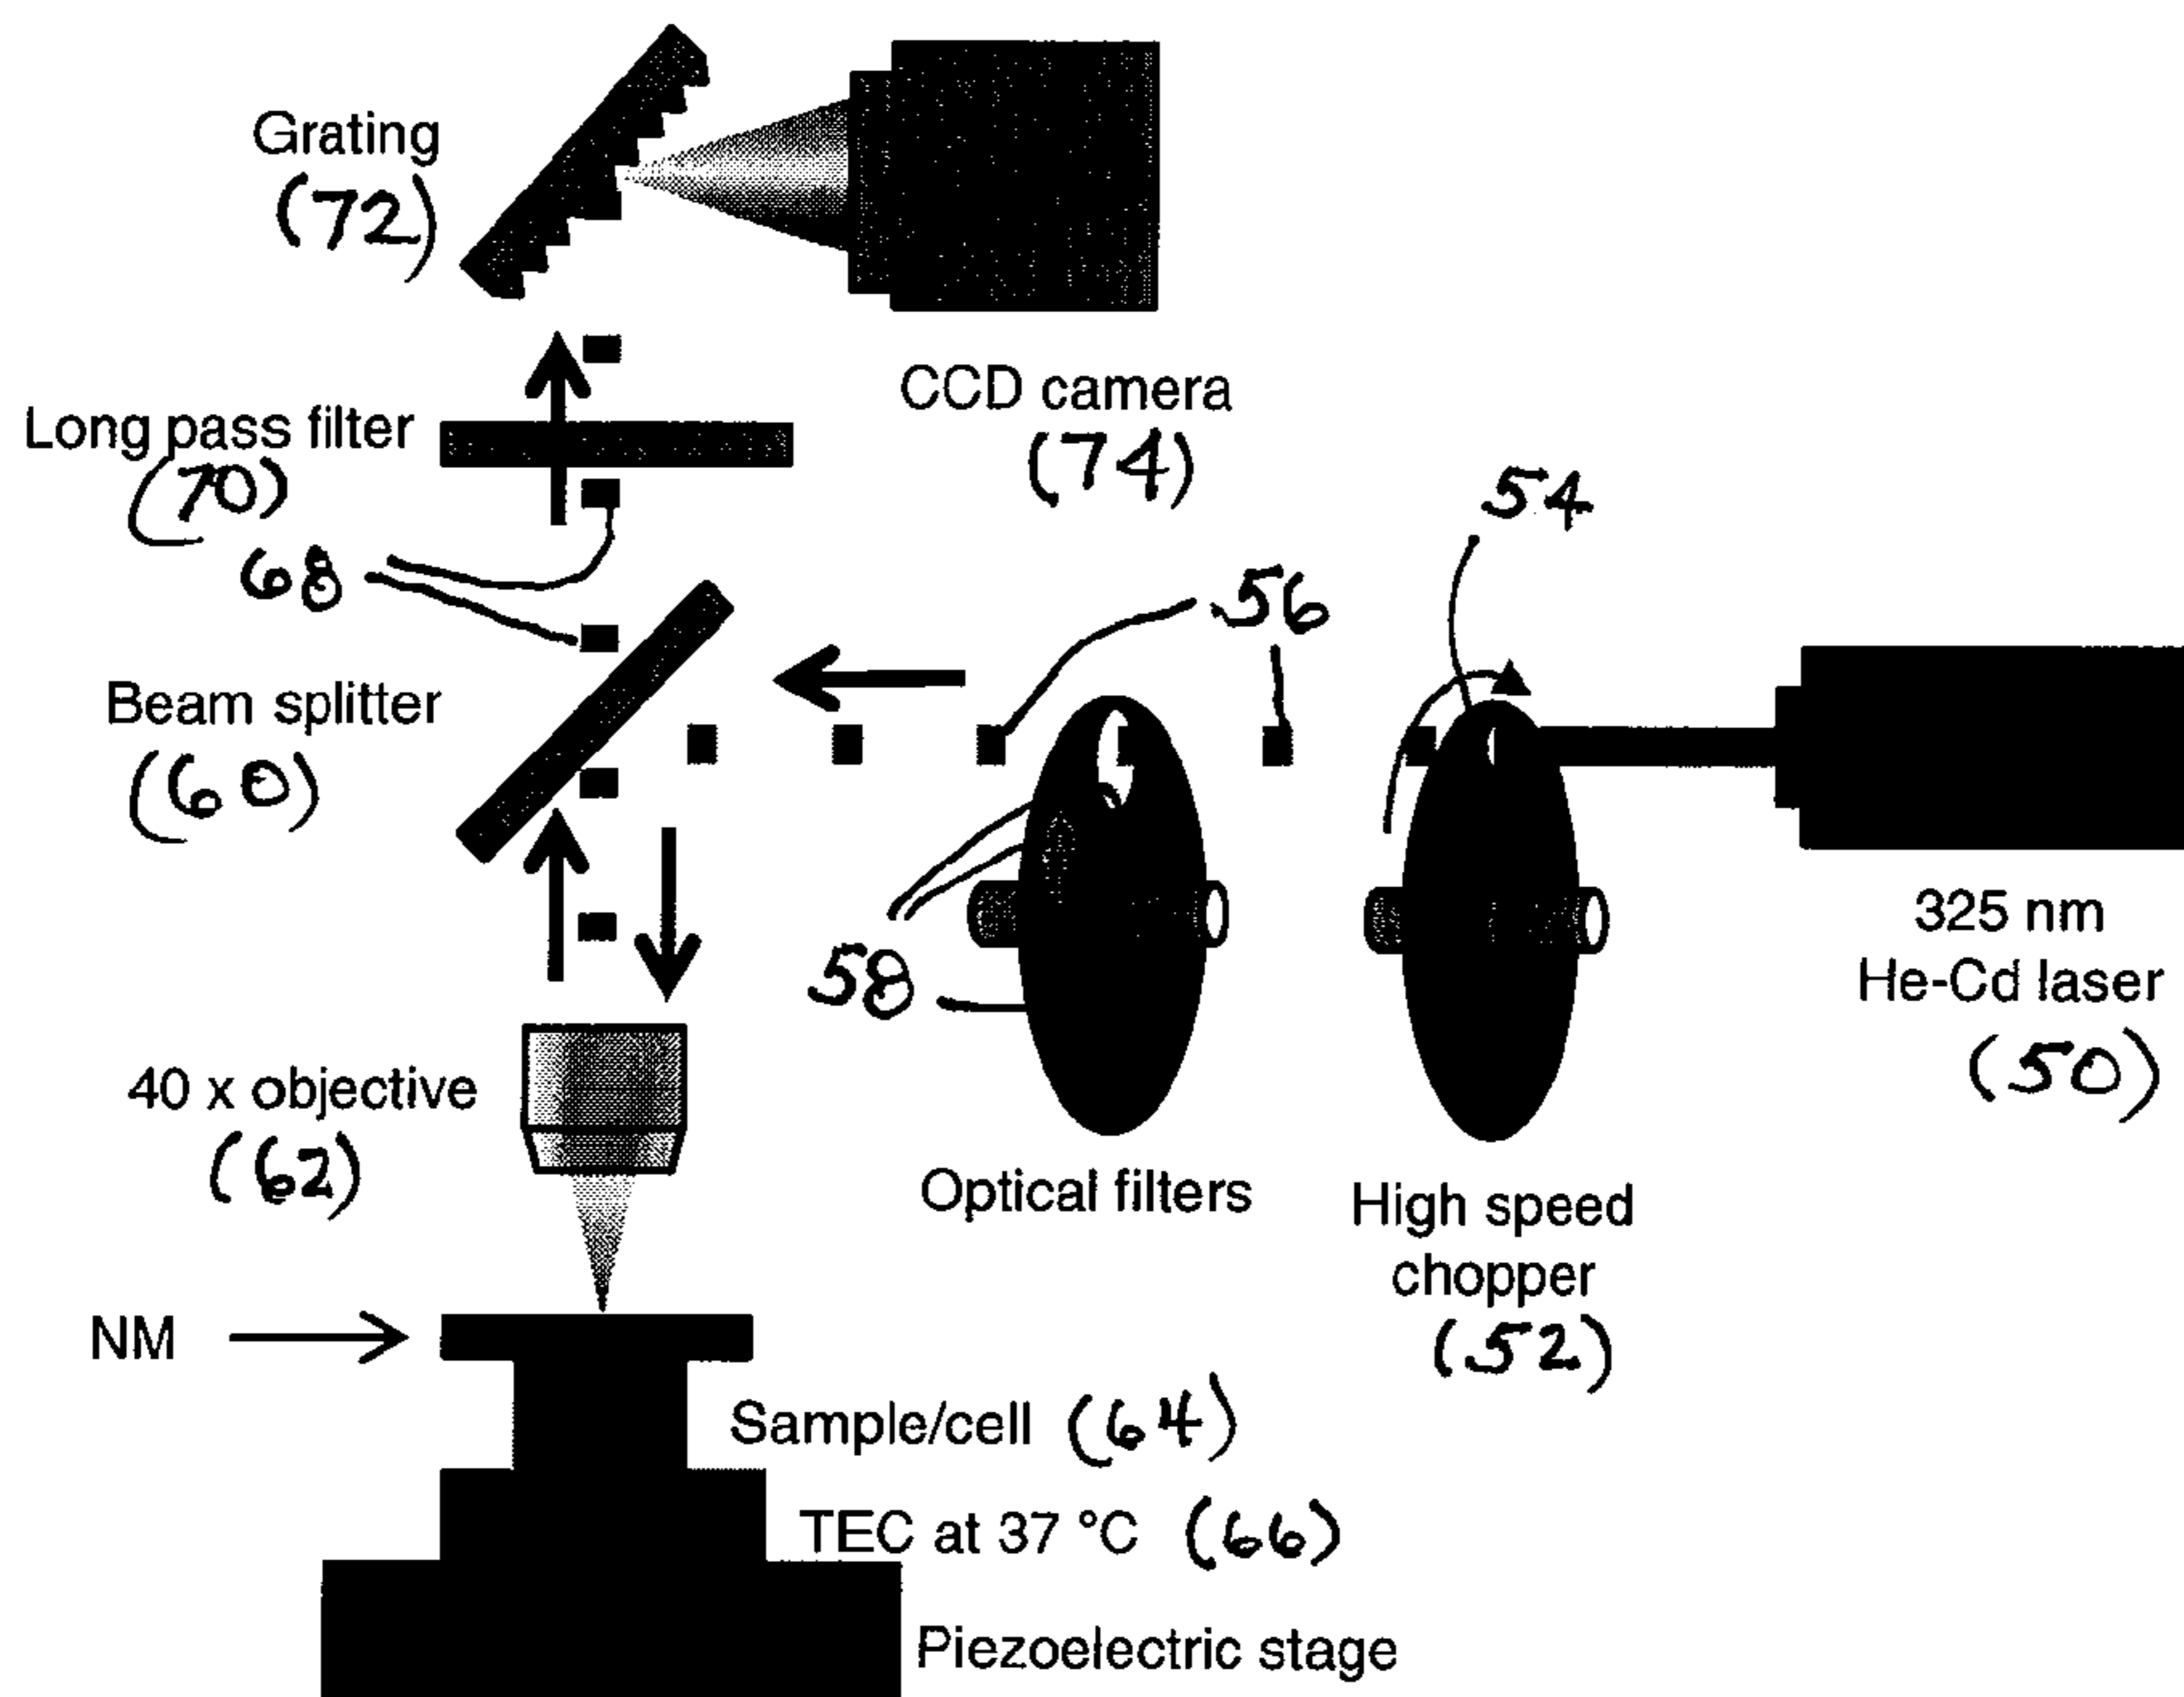 Grating
(72)
CCD camera
(74)
Long pass filter
(70)
68
54
56
Beam splitter
(60)
58
325 nm
He-Cd laser
(50)
40 x objective
(62)
Optical filters
High speed
chopper
(52)
NM
Sample/cell (64)
TEC at 37 °C (66)
Piezoelectric stage